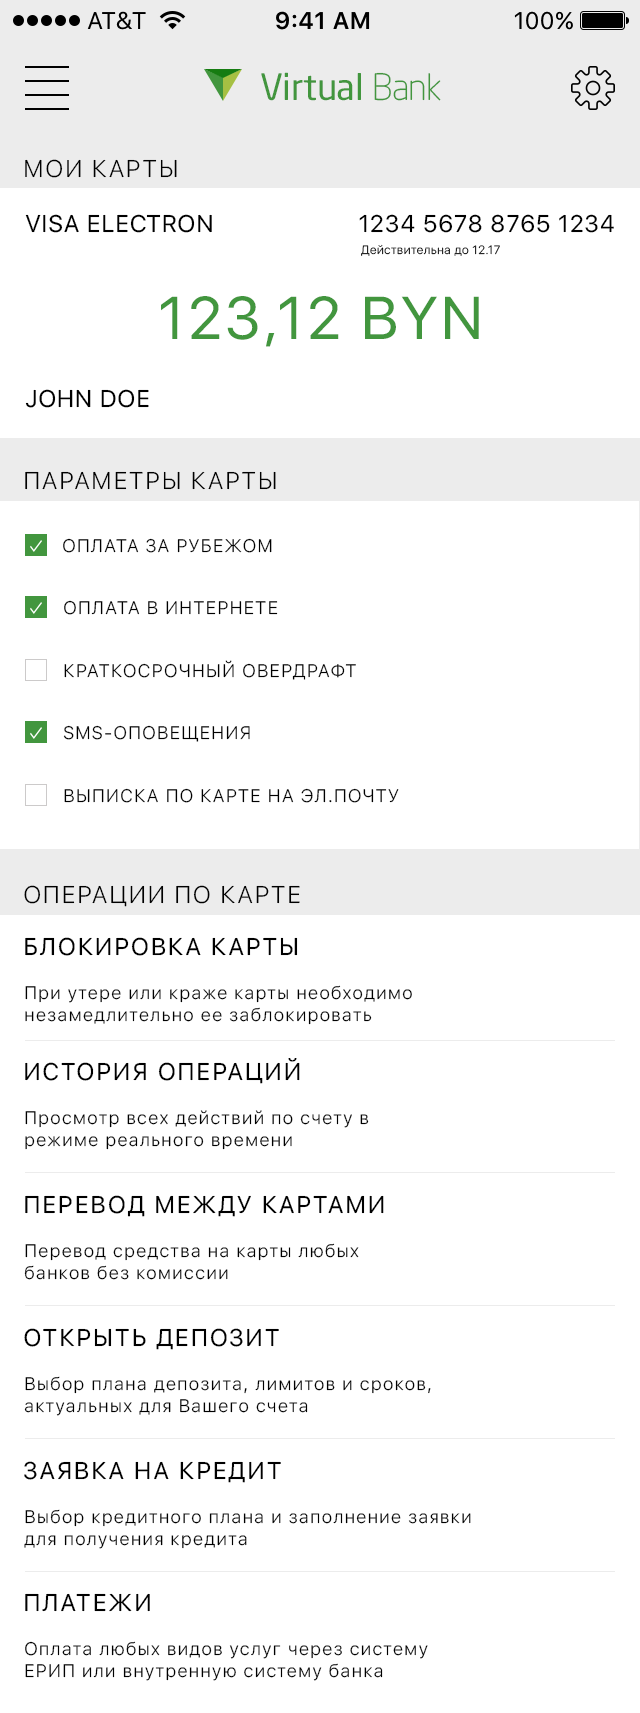 AT&T 9:41 AM 100%
Virtual Bank
МОИ КАРТЫ
VISA ELECTRON 1234 5678 8765 1234
Действительна до 12.17
123,12 BYN
JOHN DOE
ПАРАМЕТРЫ КАРТЫ
ОПЛАТА ЗА РУБЕЖОМ
ОПЛАТА В ИНТЕРНЕТЕ
КРАТКОСРОЧНЫЙ ОВЕРДРАФТ
SMS-ОПОВЕЩЕНИЯ
ВЫПИСКА ПО КАРТЕ НА ЭЛ.ПОЧТУ
ОПЕРАЦИИ ПО КАРТЕ
БЛОКИРОВКА КАРТЫ
При утере или краже карты необходимо
незамедлительно ее заблокировать
ИСТОРИЯ ОПЕРАЦИЙ
Просмотр всех действий по счету в
режиме реального времени
ПЕРЕВОД МЕЖДУ КАРТАМИ
Перевод средства на карты любых
банков без комиссии
ОТКРЫТЬ ДЕПОЗИТ
Выбор плана депозита, лимитов и сроков,
актуальных для Вашего счета
ЗАЯВКА НА КРЕДИТ
Выбор кредитного плана и заполнение заявки
для получения кредита
ПЛАТЕЖИ
Оплата любых видов услуг через систему
ЕРИП или внутренную систему банка